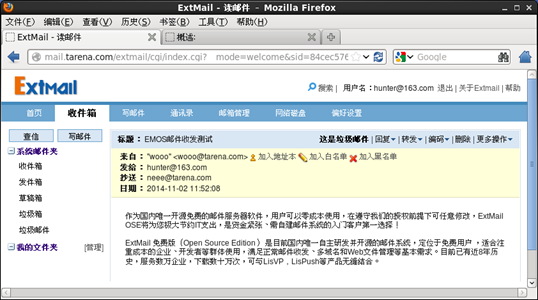 ExtMail - 读邮件 - Mozilla Firefox
文件(F) 编辑(E) 查看(V) 历史(S) 书签(B) 工具(T) 帮助(H)
ExtMail - 读邮件 概述:
mail.tarena.com/extmail/cgi/index.cgi?__mode=welcome&sid=84cec576 Google
ExtMail 搜索 | 用户名:hunter@163.com 退出 | 关于Extmail | 帮助
首页 收件箱 写邮件 通讯录 邮箱管理 网络磁盘 偏好设置
查信 写邮件 标题: EMOS邮件收发测试 这是垃圾邮件 | 回复 | 转发 | 编码 | 删除 | 更多操作
系统邮件夹
收件箱
发件箱
草稿箱
垃圾箱
垃圾邮件
我的文件夹 [管理]
来自: "wooo" <wooo@tarena.com> 加入地址本 加入白名单 加入黑名单
发给: hunter@163.com
抄送: neee@tarena.com
日期: 2014-11-02 11:52:08
作为国内唯一开源免费的邮件服务器软件,用户可以零成本使用,在遵守我们的授权前提下可任意修改,ExtMail
OSE将为您极大节约IT支出,是资金紧张、需自建邮件系统的入门客户第一选择!
ExtMail 免费版(Open Source Edition)是目前国内唯一自主研发并开源的邮件系统,定位于免费用户,适合注
重成本的企业、开发者等群体使用,满足正常邮件收发、多域名和Web文件管理等基本需求。目前已有近8年历
史,服务数万企业,下载数十万次,可与LisVP,LisPush等产品无缝结合。